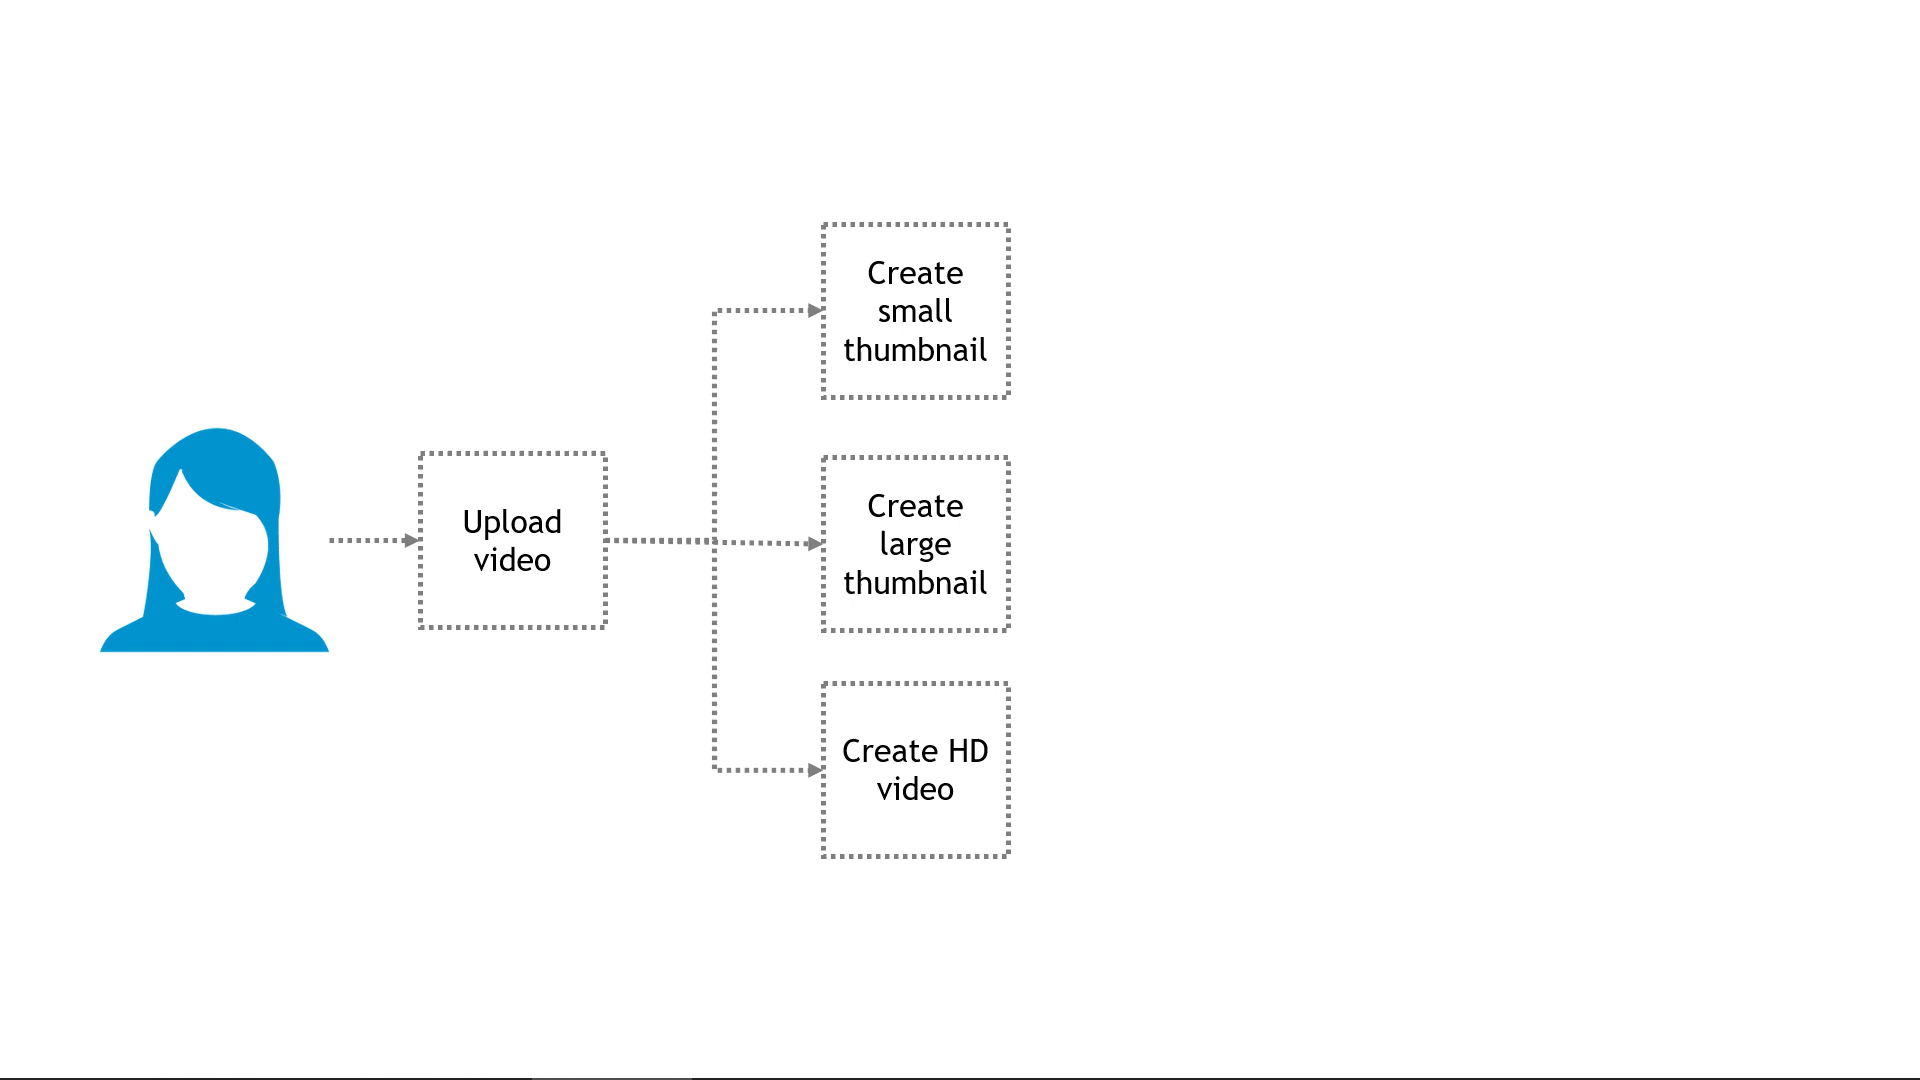 Upload
video
Create
small
thumbnail
Create
large
thumbnail
Create HD
video